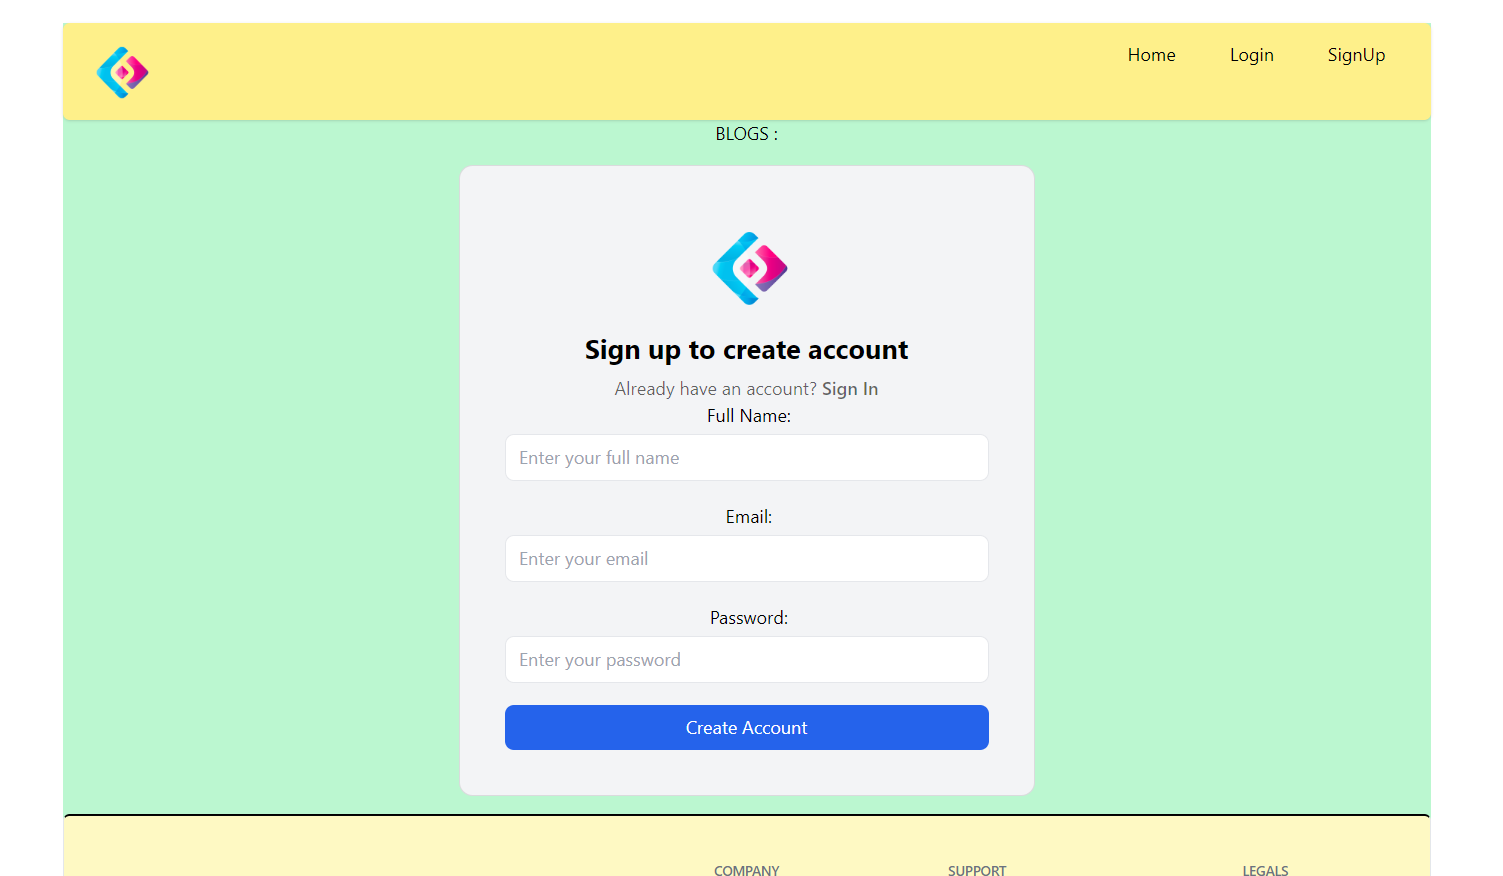 Home Login SignUp
BLOGS :
Sign up to create account
Already have an account? Sign In
Full Name:
Enter your full name
Email:
Enter your email
Password:
Enter your password
Create Account
COMPANY SUPPORT LEGALS